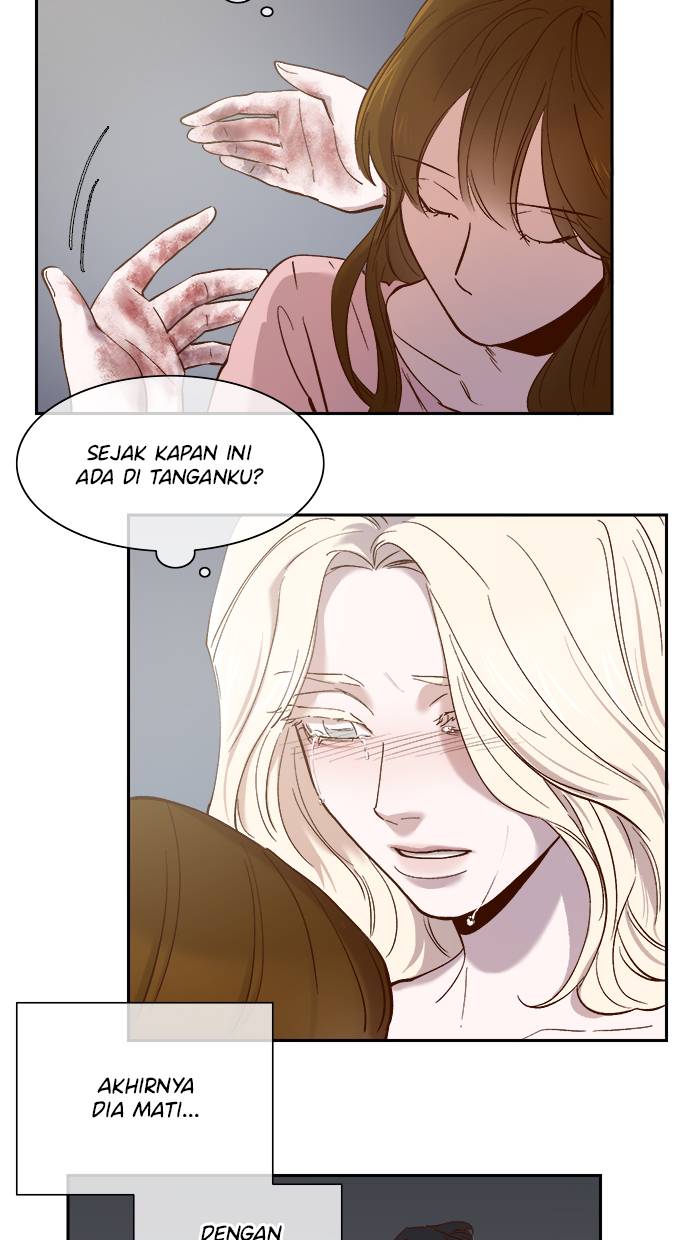 SEJAK KAPAN INI
ADA DI TANGANKU?
AKHIRNYA
DIA MATI...
DENGAN